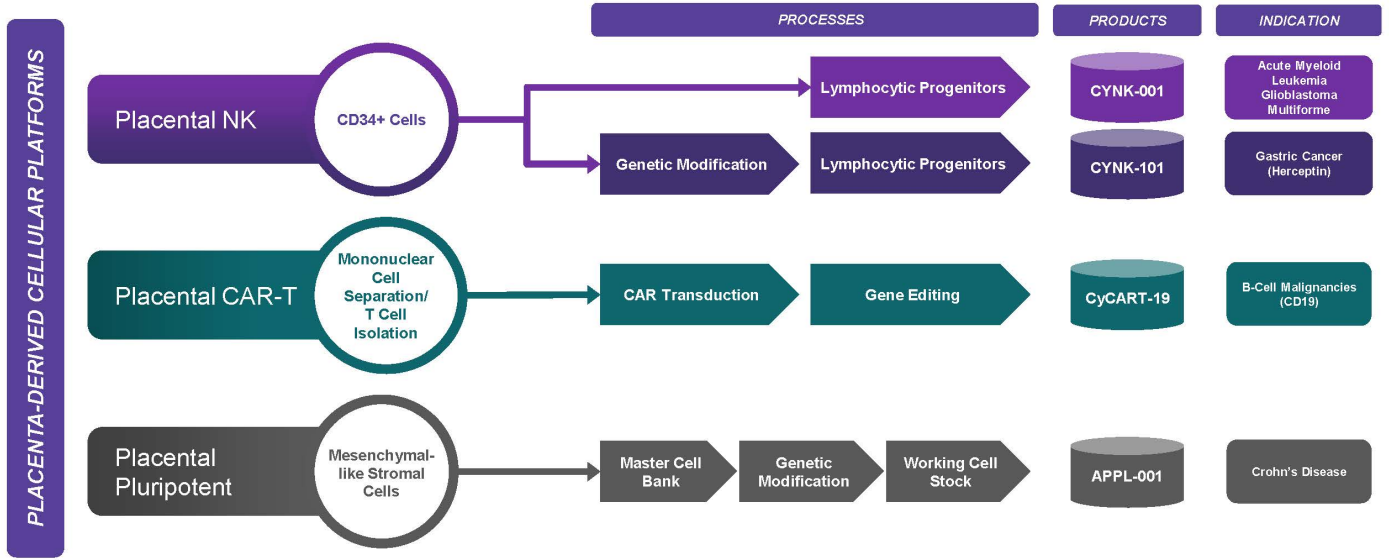 PLACENTA-DERIVED CELLULAR PLATFORMS
PROCESSES
PRODUCTS
INDICATION
Placental NK
CD34+ Cells
Lymphocytic Progenitors
CYNK-001
Acute Myeloid
Leukemia
Glioblastoma
Multiforme
Genetic Modification
Lymphocytic Progenitors
CYNK-101
Gastric Cancer
(Herceptin)
Placental CAR-T
Mononuclear
Cell
Separation/
T Cell
Isolation
CAR Transduction
Gene Editing
CyCART-19
B-Cell Malignancies
(CD19)
Placental
Pluripotent
Mesenchymal-
like Stromal
Cells
Master Cell
Bank
Genetic
Modification
Working Cell
Stock
APPL-001
Crohn's Disease